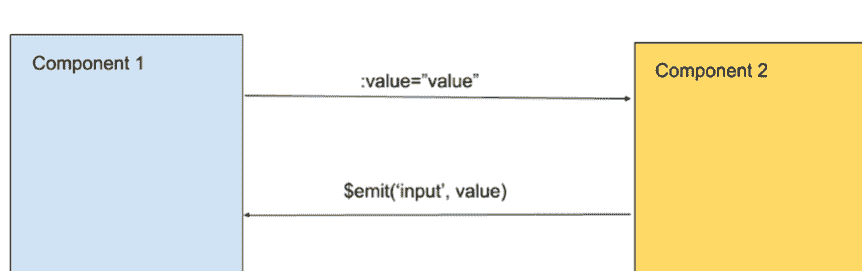 Component 1
:value=”value”
Component 2
$emit(‘input’, value)